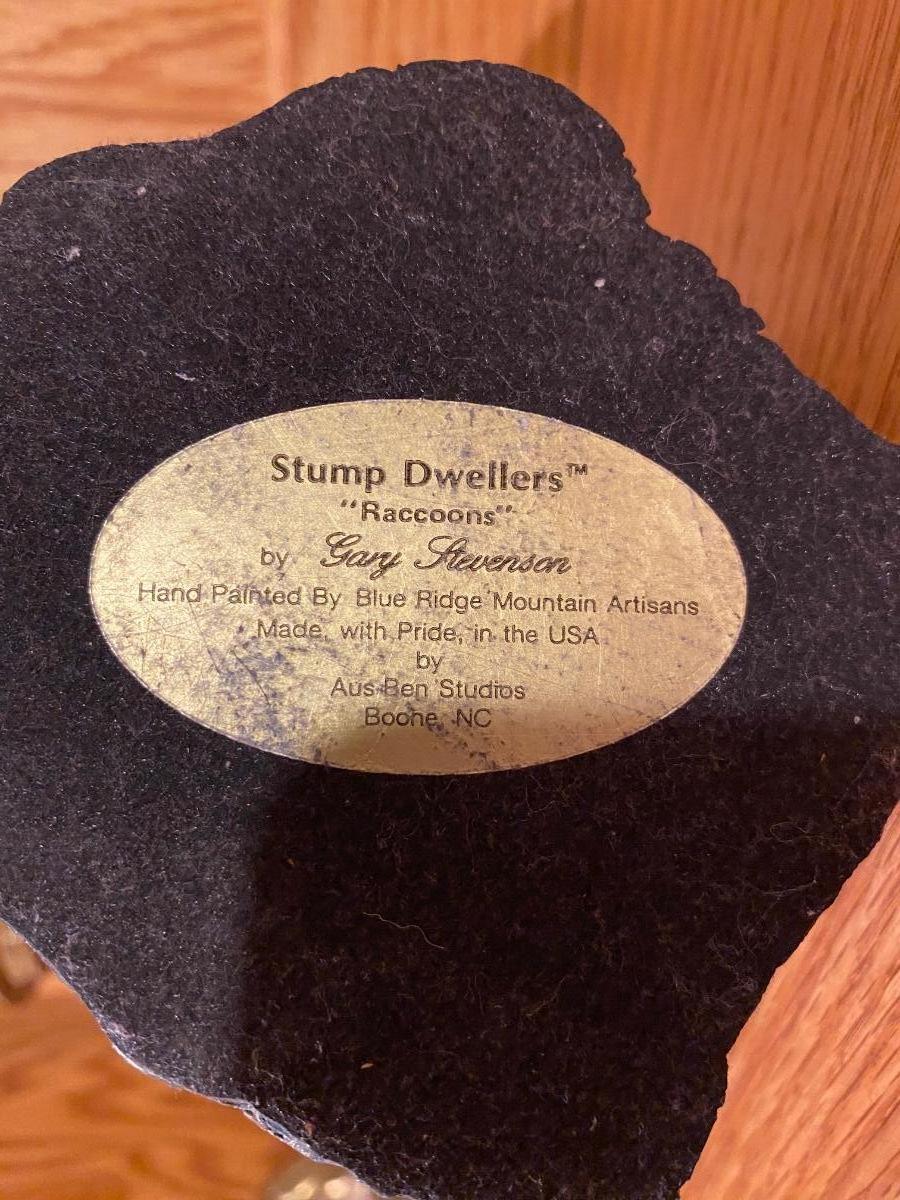 Stump Dwellers™
"Raccoons"
by Gary Stevenson
Hand Painted By Blue Ridge Mountain Artisans
Made, with Pride, in the USA
by
Aus-Ben Studios
Boone, NC